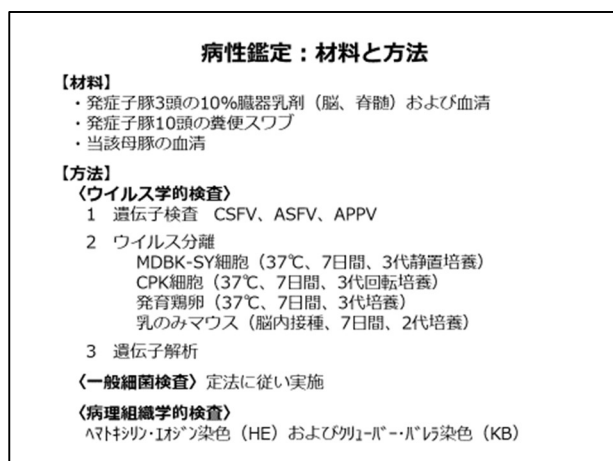 病性鑑定：材料と方法
【材料】
・発症子豚3頭の10%臓器乳剤（脳、脊髄）および血清
・発症子豚10頭の糞便スワブ
・当該母豚の血清
【方法】
〈ウイルス学的検査〉
1　遺伝子検査　CSFV、ASFV、APPV
2　ウイルス分離
MDBK-SY細胞（37℃、7日間、3代静置培養）
CPK細胞（37℃、7日間、3代回転培養）
発育鶏卵（37℃、7日間、3代培養）
乳のみマウス（脳内接種、7日間、2代培養）
3　遺伝子解析
〈一般細菌検査〉定法に従い実施
〈病理組織学的検査〉
ﾍﾏﾄｷｼﾘﾝ・ｴｵｼﾞﾝ染色（HE）およびｸﾘｭｰﾊﾞｰ・ﾊﾞﾚﾗ染色（KB）